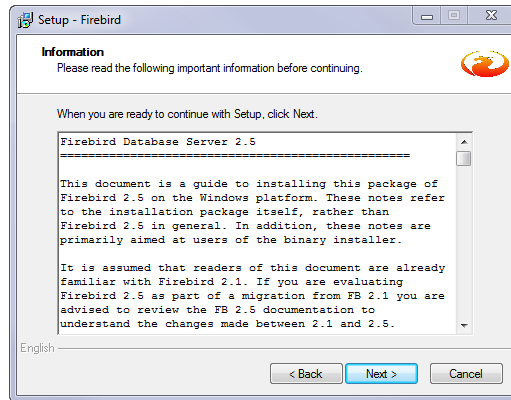 Setup - Firebird
Information
Please read the following important information before continuing.
When you are ready to continue with Setup, click Next.
Firebird Database Server 2.5
==================================================
This document is a guide to installing this package of
Firebird 2.5 on the Windows platform. These notes refer
to the installation package itself, rather than
Firebird 2.5 in general. In addition, these notes are
primarily aimed at users of the binary installer.
It is assumed that readers of this document are already
familiar with Firebird 2.1. If you are evaluating
Firebird 2.5 as part of a migration from FB 2.1 you are
advised to review the FB 2.5 documentation to
understand the changes made between 2.1 and 2.5.
English
< Back
Next >
Cancel